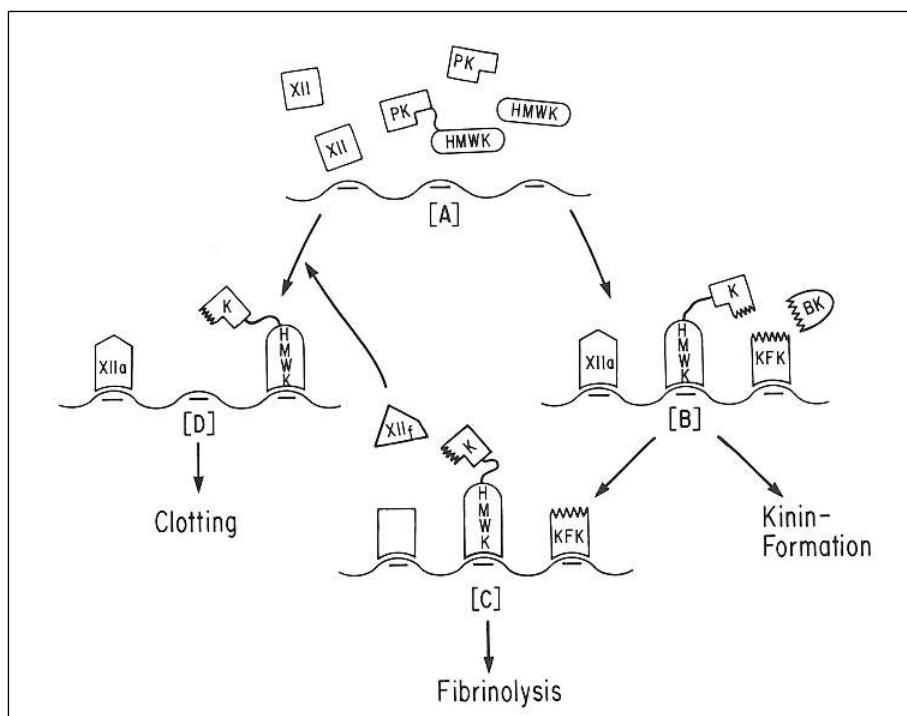 PK
XII
PK
HMWK
HMWK
XII
[A]
K
HMWK
XIIa
[D]
Clotting
K
BK
XIIa
HMWK
KFK
[B]
Kinin-
Formation
XIIf
K
HMWK
KFK
[C]
Fibrinolysis